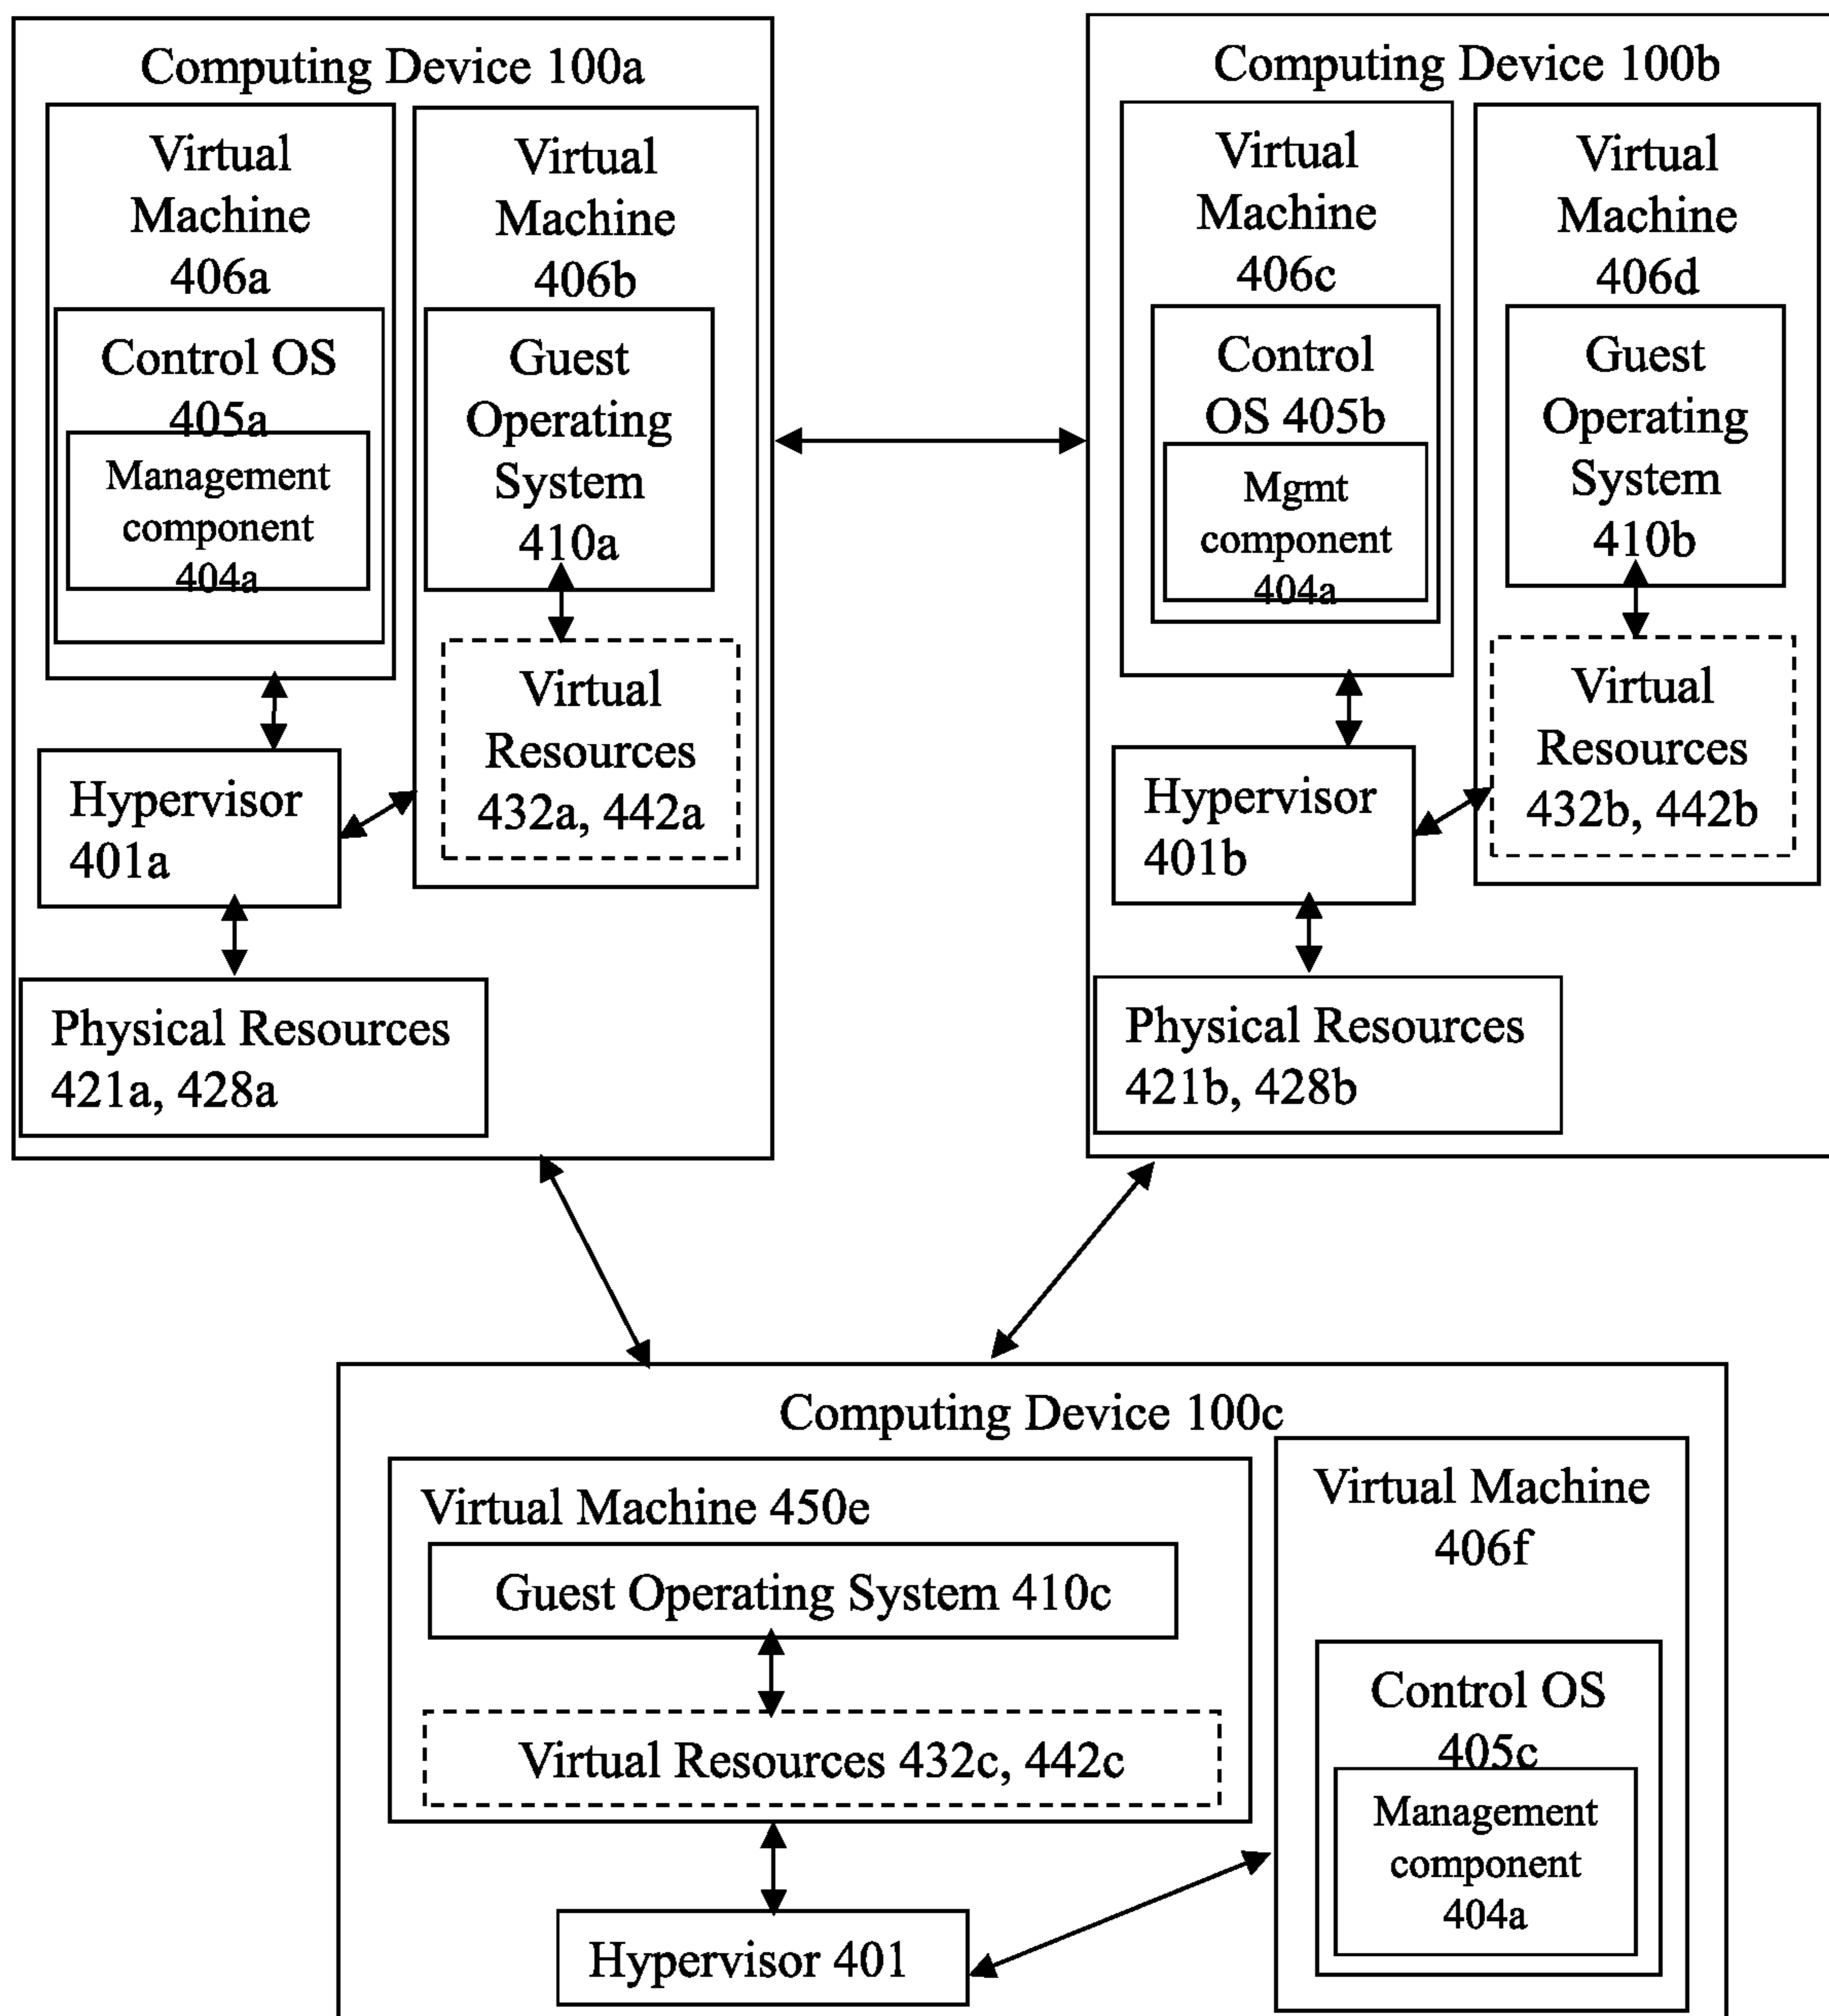 Computing Device 100a
Virtual
Machine
406a
Control OS
405a
Management
component
404a
Virtual
Machine
406b
Guest
Operating
System
410a
Virtual
Resources
432a, 442a
Hypervisor
401a
Physical Resources
421a, 428a
Computing Device 100b
Virtual
Machine
406c
Control
OS 405b
Mgmt
component
404a
Virtual
Machine
406d
Guest
Operating
System
410b
Virtual
Resources
432b, 442b
Hypervisor
401b
Physical Resources
421b, 428b
Computing Device 100c
Virtual Machine 450e
Guest Operating System 410c
Virtual Resources 432c, 442c
Hypervisor 401
Virtual Machine
406f
Control OS
405c
Management
component
404a